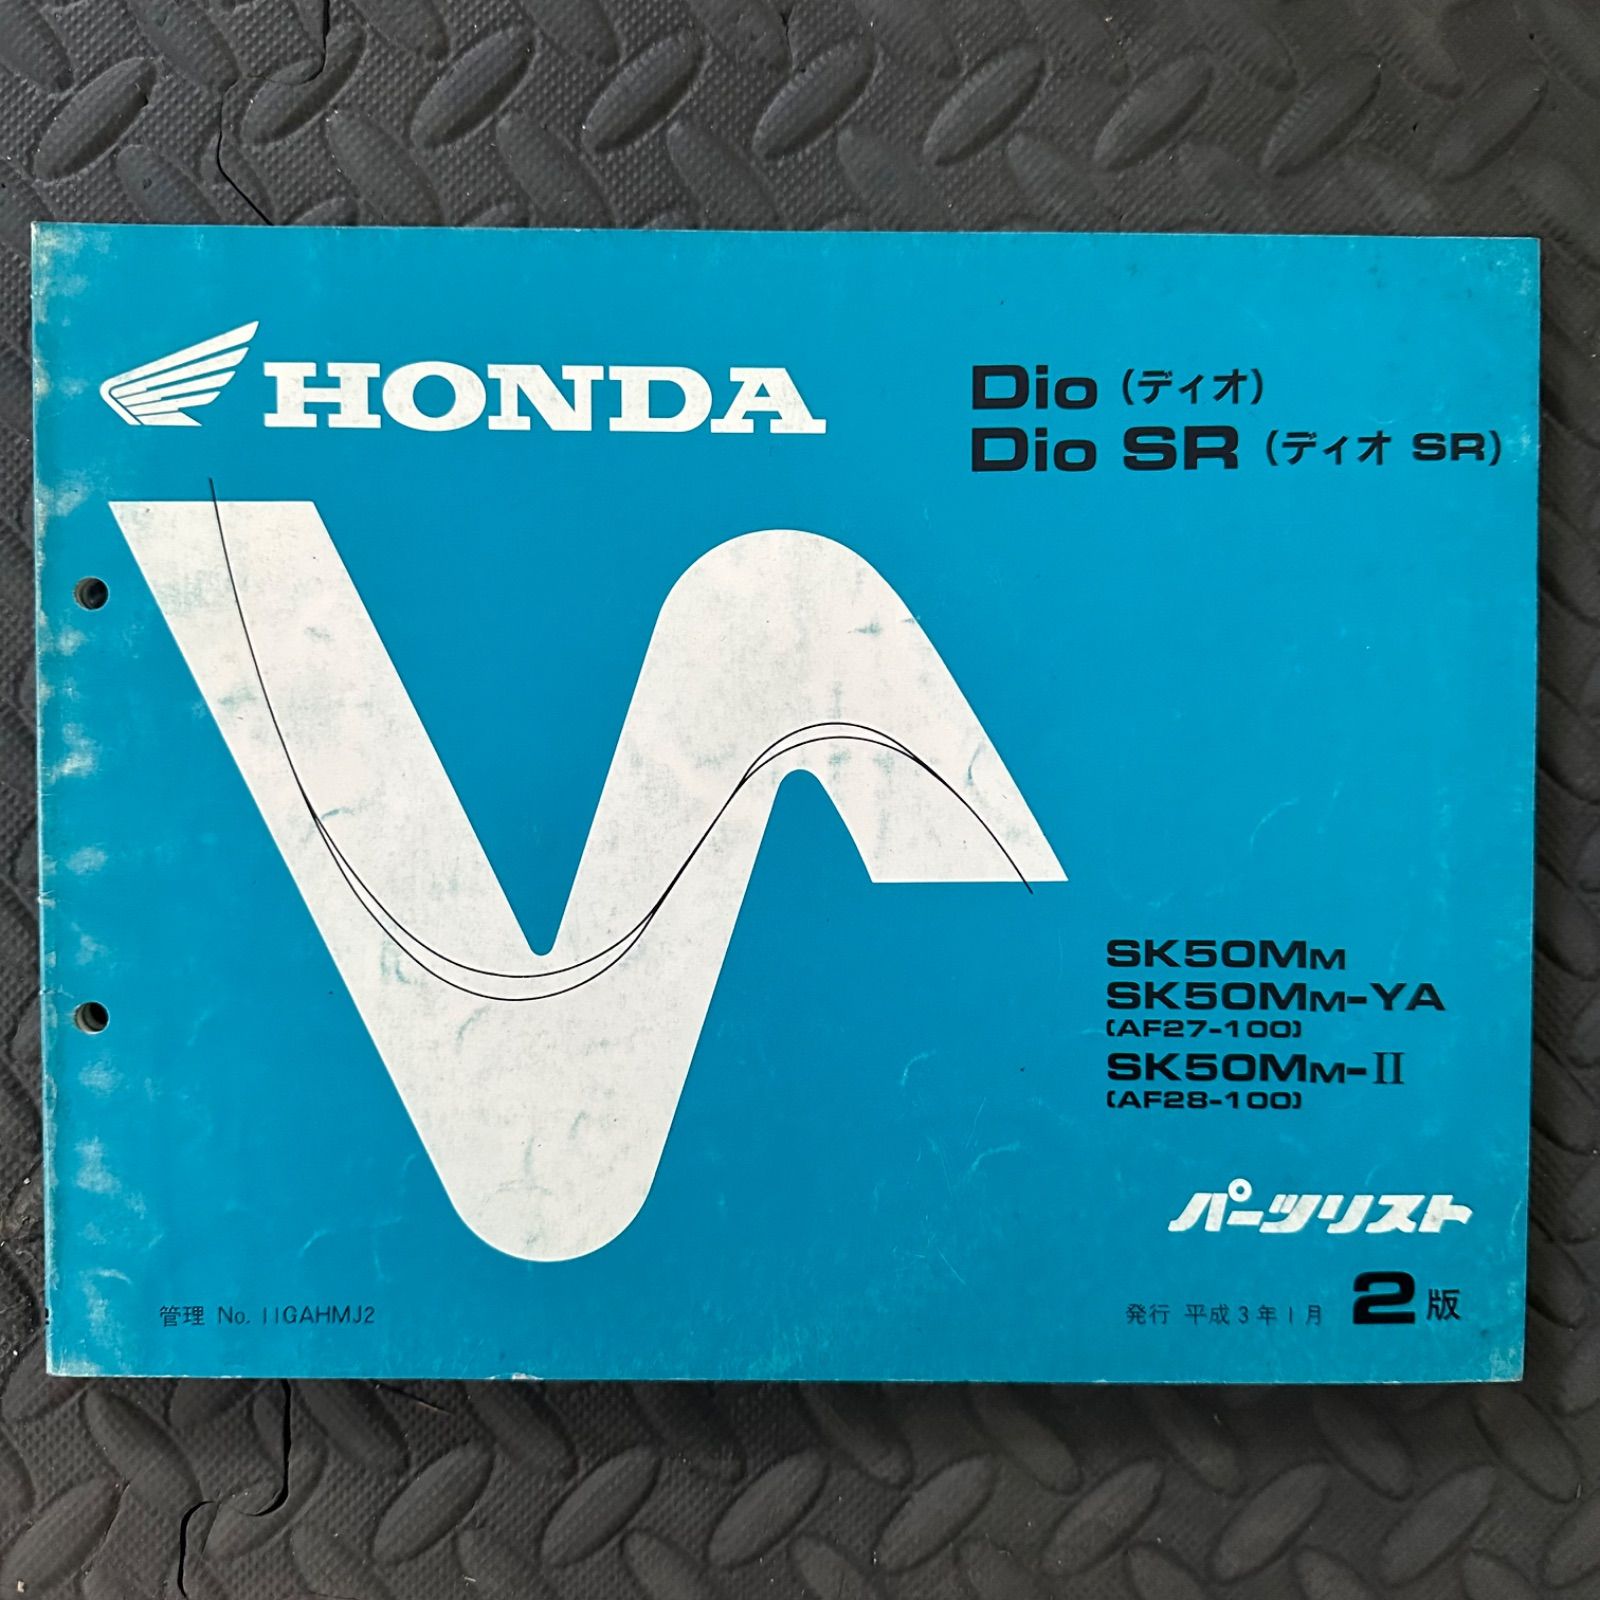 HONDA
Dio (ディオ)
Dio SR (ディオ SR)
SK50MM
SK50MM-YA
(AF27-100)
SK50MM-II
(AF28-100)
パーツリスト
管理 No. 11GAHMJ2
発行 平成3年1月 2版